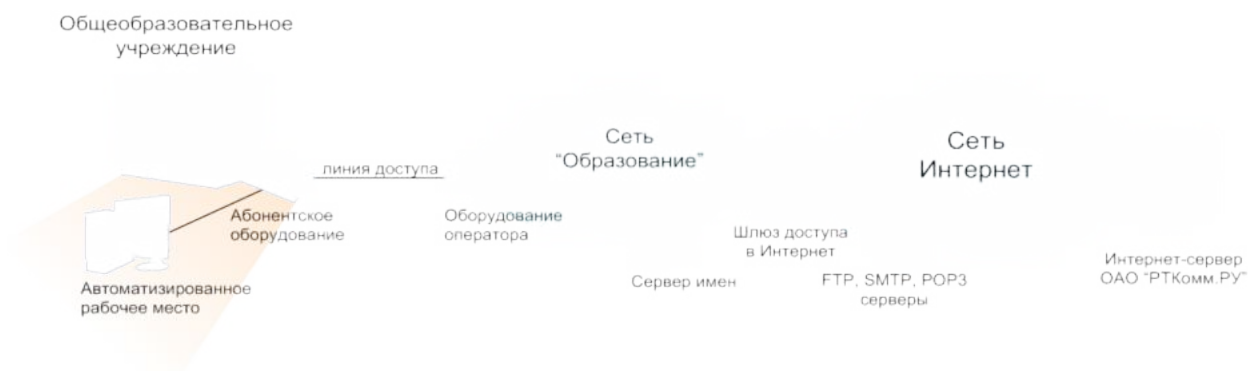 Общеобразовательное
учреждение
Сеть
"Образование"
Сеть
Интернет
линия доступа
Абонентское
оборудование
Оборудование
оператора
Шлюз доступа
в Интернет
Сервер имен
FTP, SMTP, POP3
серверы
Интернет-сервер
ОАО "РТКомм.РУ"
Автоматизированное
рабочее место